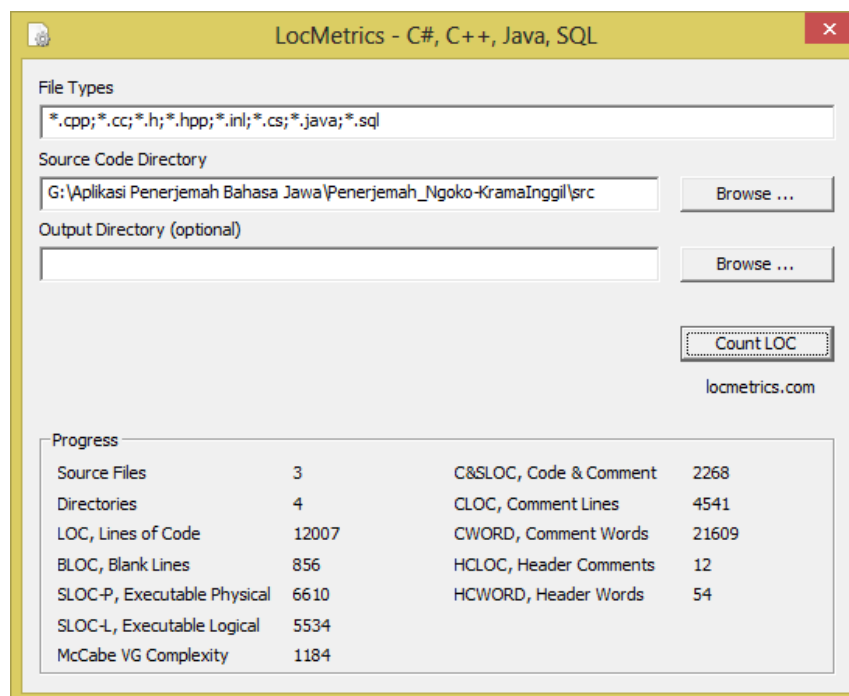 LocMetrics - C#, C++, Java, SQL
File Types
*.cpp;*.cc;*.h;*.hpp;*.inl;*.cs;*.java;*.sql
Source Code Directory
G:\Aplikasi Penerjemah Bahasa Jawa\Penerjemah_Ngoko-KramaInggil\src
Browse ...
Output Directory (optional)
Browse ...
Count LOC
locmetrics.com
Progress
Source Files 3
Directories 4
LOC, Lines of Code 12007
BLOC, Blank Lines 856
SLOC-P, Executable Physical 6610
SLOC-L, Executable Logical 5534
McCabe VG Complexity 1184
C&SLOC, Code & Comment 2268
CLOC, Comment Lines 4541
CWORD, Comment Words 21609
HCLOC, Header Comments 12
HCWORD, Header Words 54